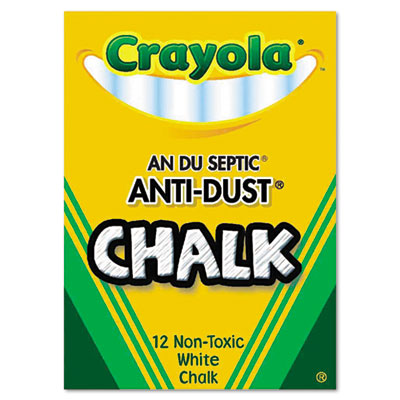 Crayola®
AN DU SEPTIC®
ANTI-DUST®
CHALK
12 Non-Toxic
White
Chalk
®